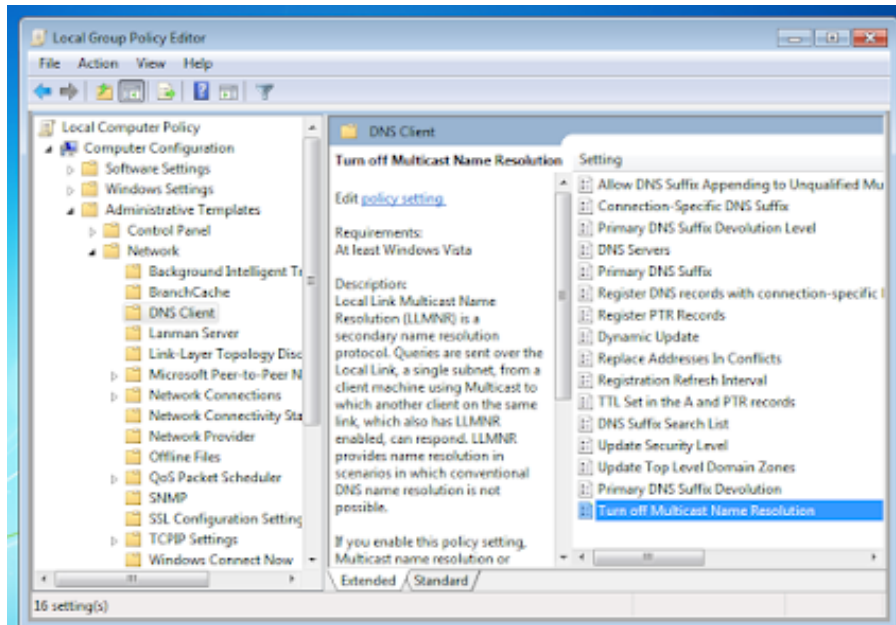 Local Group Policy Editor
File Action View Help
Local Computer Policy
Computer Configuration
Software Settings
Windows Settings
Administrative Templates
Control Panel
Network
Background Intelligent Tr
BranchCache
DNS Client
Lanman Server
Link-Layer Topology Disc
Microsoft Peer-to-Peer N
Network Connections
Network Connectivity Sta
Network Provider
Offline Files
QoS Packet Scheduler
SNMP
SSL Configuration Setting
TCPIP Settings
Windows Connect Now
DNS Client
Turn off Multicast Name Resolution
Edit policy setting
Requirements:
At least Windows Vista
Description:
Local Link Multicast Name
Resolution (LLMNR) is a
secondary name resolution
protocol. Queries are sent over the
Local Link, a single subnet, from a
client machine using Multicast to
which another client on the same
link, which also has LLMNR
enabled, can respond. LLMNR
provides name resolution in
scenarios in which conventional
DNS name resolution is not
possible.
If you enable this policy setting,
Multicast name resolution or
Setting
Allow DNS Suffix Appending to Unqualified Mu
Connection-Specific DNS Suffix
Primary DNS Suffix Devolution Level
DNS Servers
Primary DNS Suffix
Register DNS records with connection-specific
Register PTR Records
Dynamic Update
Replace Addresses In Conflicts
Registration Refresh Interval
TTL Set in the A and PTR records
DNS Suffix Search List
Update Security Level
Update Top Level Domain Zones
Primary DNS Suffix Devolution
Turn off Multicast Name Resolution
Extended Standard
16 setting(s)